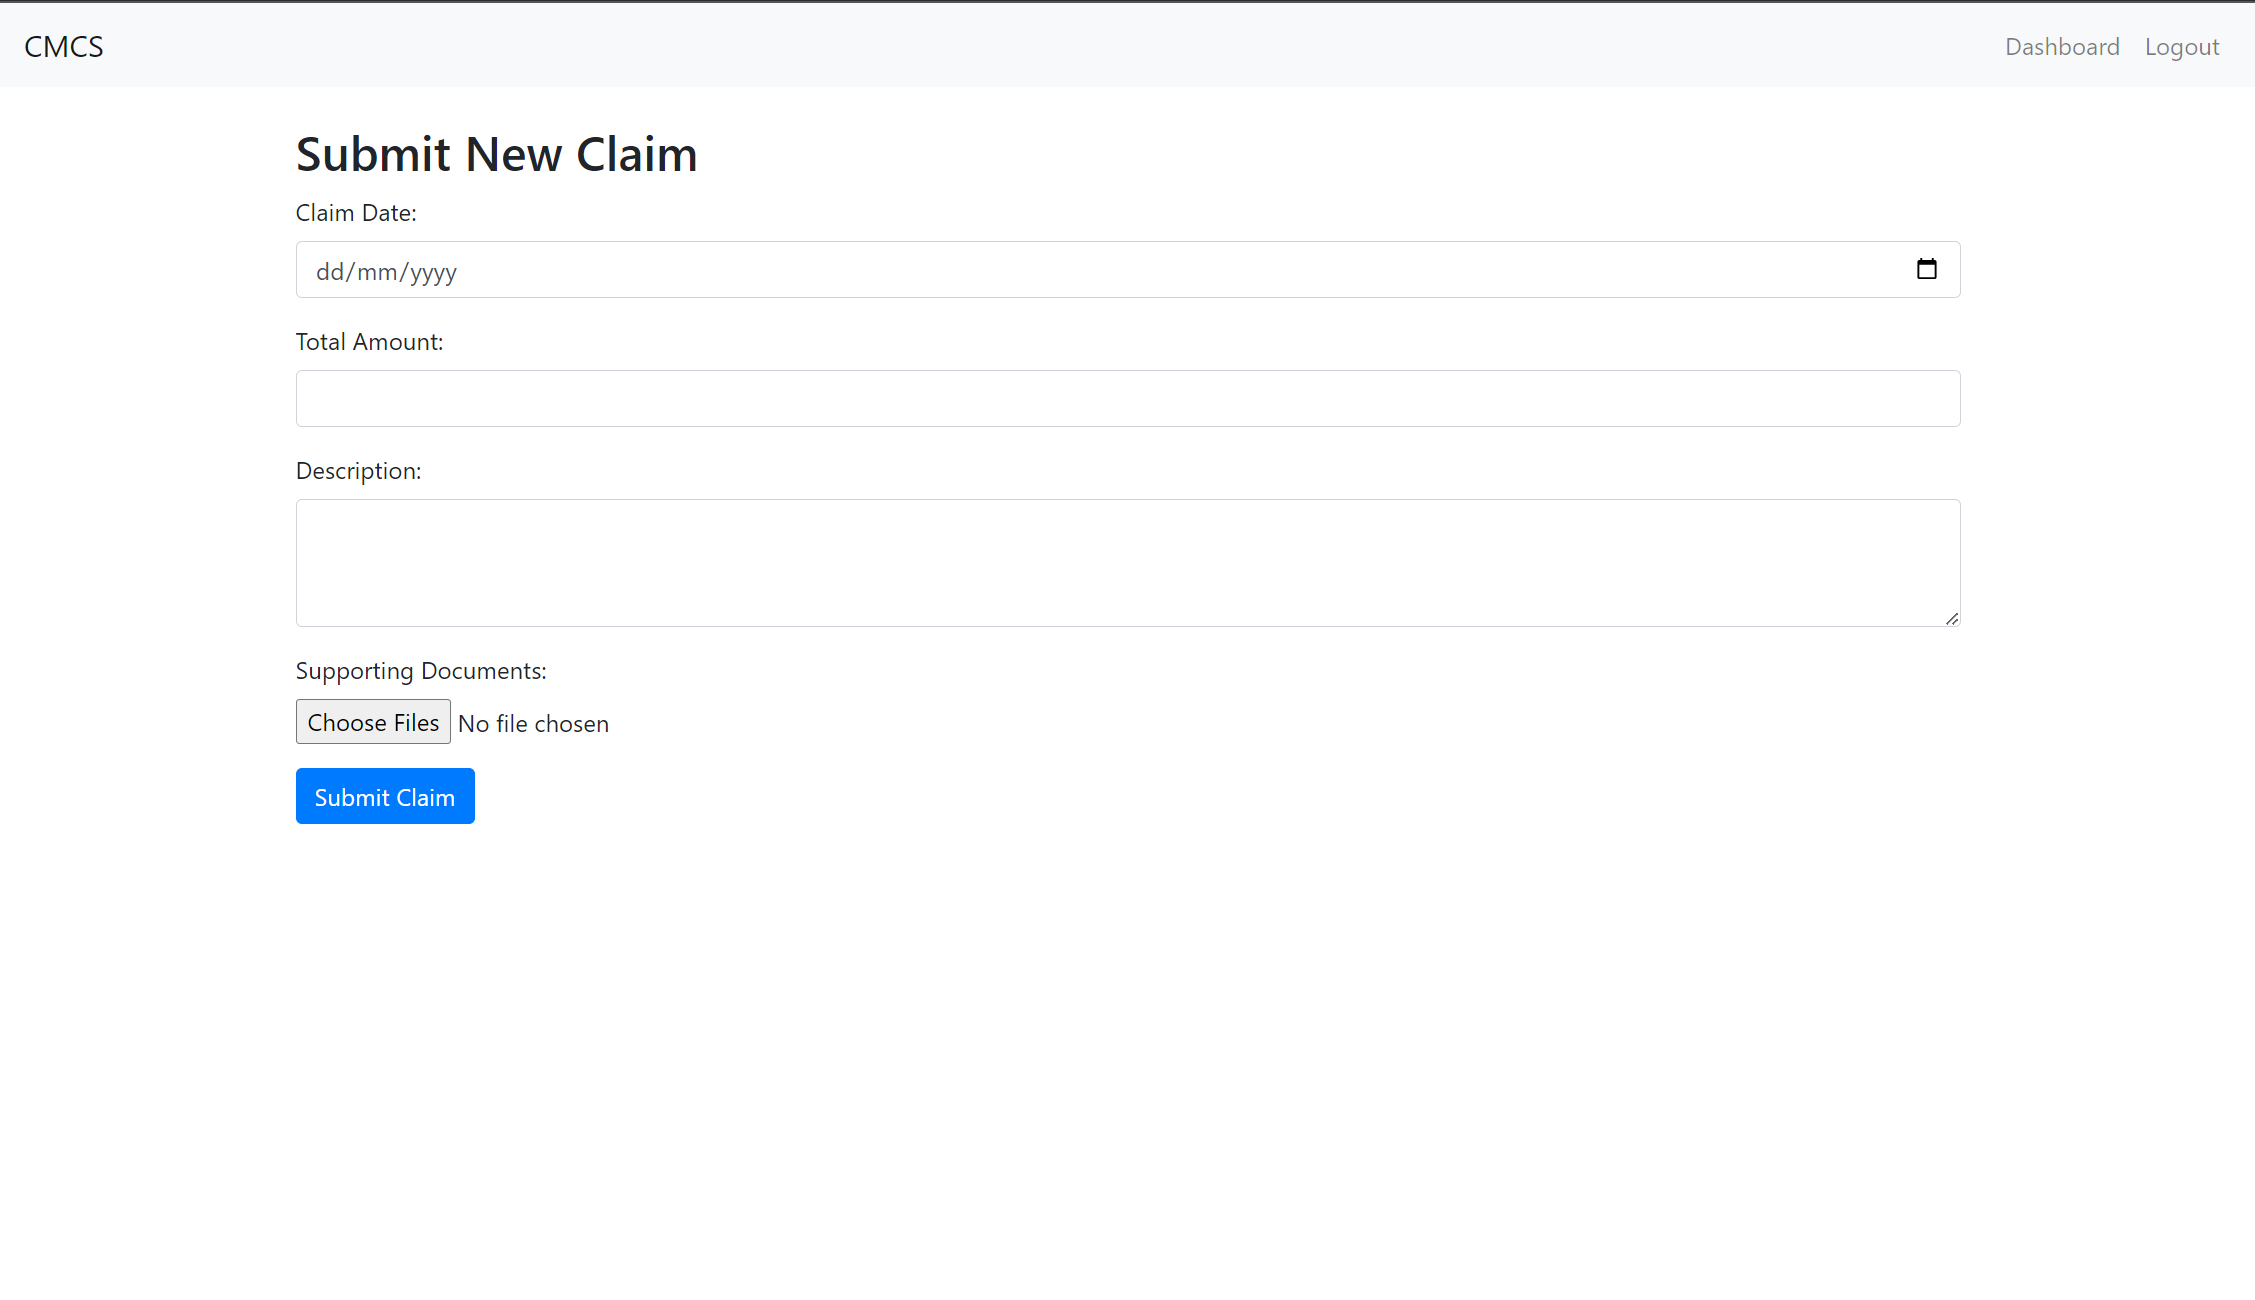 CMCS Dashboard Logout
Submit New Claim
Claim Date:
dd/mm/yyyy
Total Amount:
Description:
Supporting Documents:
Choose Files No file chosen
Submit Claim